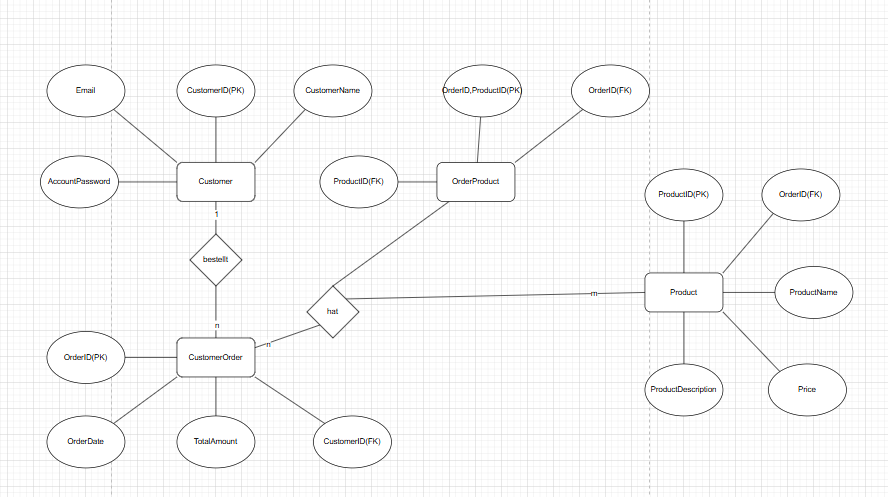 Email
CustomerID(PK)
CustomerName
OrderID,ProductID(PK)
OrderID(FK)
AccountPassword
Customer
ProductID(FK)
OrderProduct
ProductID(PK)
OrderID(FK)
1
bestellt
Product
ProductName
m
hat
n
n
OrderID(PK)
CustomerOrder
ProductDescription
Price
OrderDate
TotalAmount
CustomerID(FK)